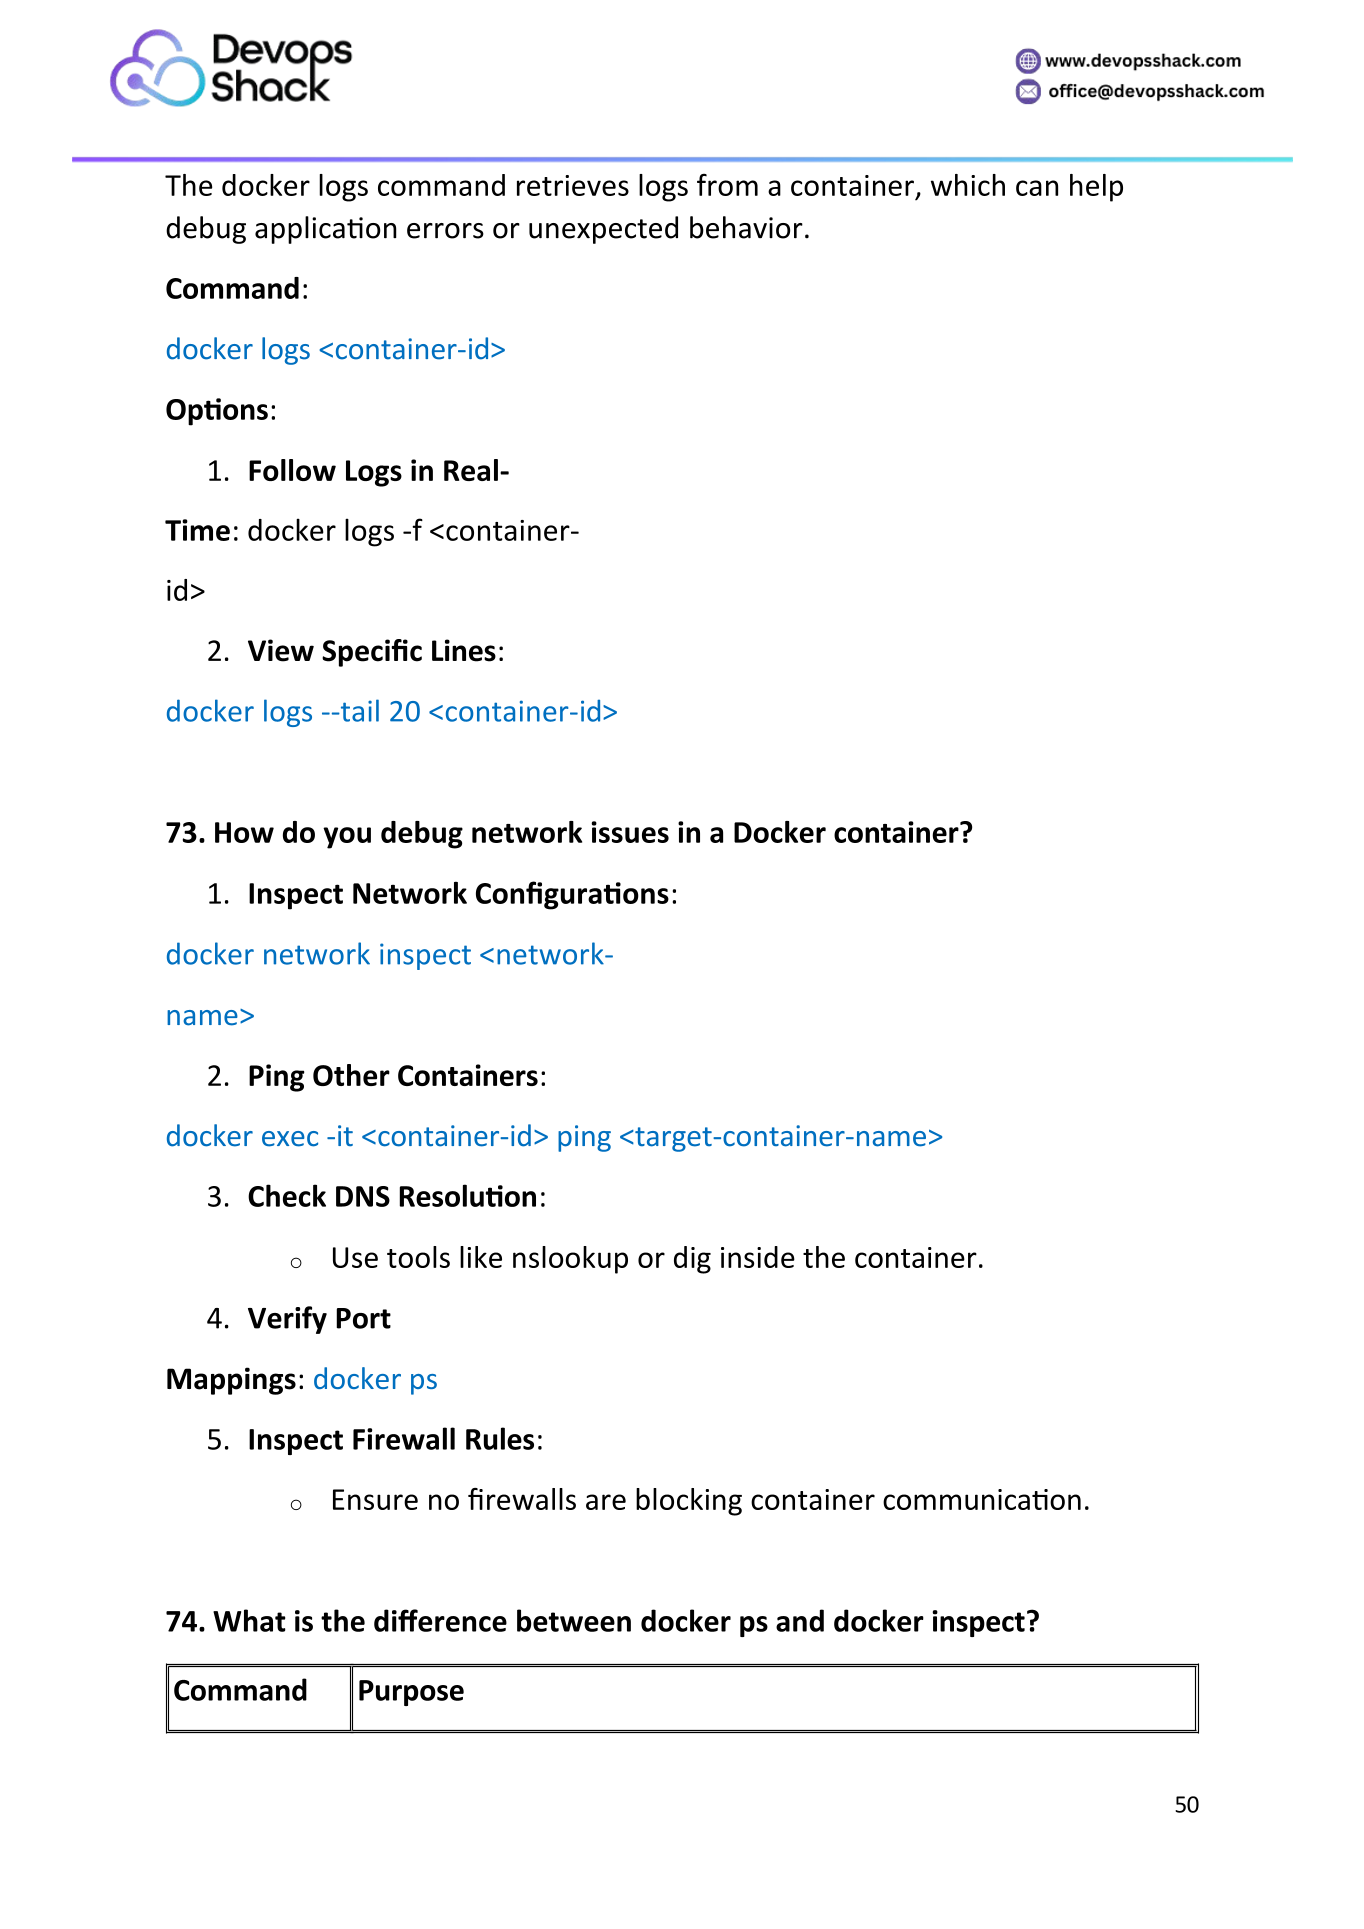 Devops
Shack
www.devopsshack.com
office@devopsshack.com
The docker logs command retrieves logs from a container, which can help
debug application errors or unexpected behavior.
Command:
docker logs <container-id>
Options:
1. Follow Logs in Real-
Time: docker logs -f <container-
id>
2. View Specific Lines:
docker logs --tail 20 <container-id>
73. How do you debug network issues in a Docker container?
1. Inspect Network Configurations:
docker network inspect <network-
name>
2. Ping Other Containers:
docker exec -it <container-id> ping <target-container-name>
3. Check DNS Resolution:
○ Use tools like nslookup or dig inside the container.
4. Verify Port
Mappings: docker ps
5. Inspect Firewall Rules:
○ Ensure no firewalls are blocking container communication.
74. What is the difference between docker ps and docker inspect?
Command Purpose
50